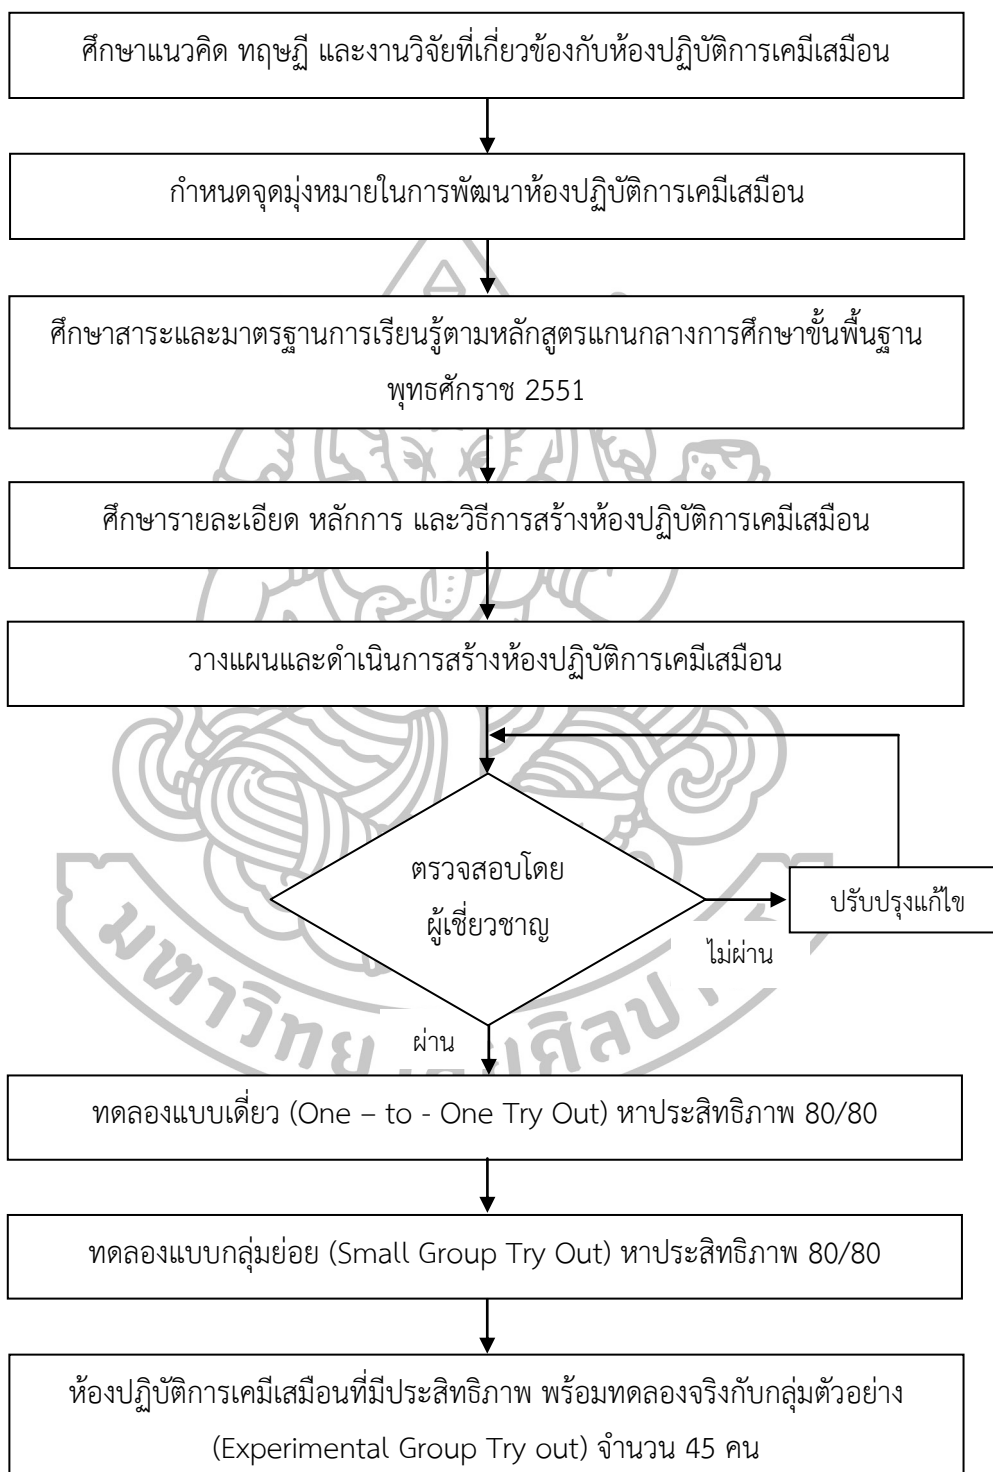 ศึกษาแนวคิด ทฤษฏี และงานวิจัยที่เกี่ยวข้องกับห้องปฏิบัติการเคมีเสมือน
กำหนดจุดมุ่งหมายในการพัฒนาห้องปฏิบัติการเคมีเสมือน
ศึกษาสาระและมาตรฐานการเรียนรู้ตามหลักสูตรแกนกลางการศึกษาขั้นพื้นฐาน
พุทธศักราช 2551
ศึกษารายละเอียด หลักการ และวิธีการสร้างห้องปฏิบัติการเคมีเสมือน
วางแผนและดำเนินการสร้างห้องปฏิบัติการเคมีเสมือน
ตรวจสอบโดย
ผู้เชี่ยวชาญ
ปรับปรุงแก้ไข
ไม่ผ่าน
ผ่าน
ทดลองแบบเดี่ยว (One – to - One Try Out) หาประสิทธิภาพ 80/80
ทดลองแบบกลุ่มย่อย (Small Group Try Out) หาประสิทธิภาพ 80/80
ห้องปฏิบัติการเคมีเสมือนที่มีประสิทธิภาพ พร้อมทดลองจริงกับกลุ่มตัวอย่าง
(Experimental Group Try out) จำนวน 45 คน